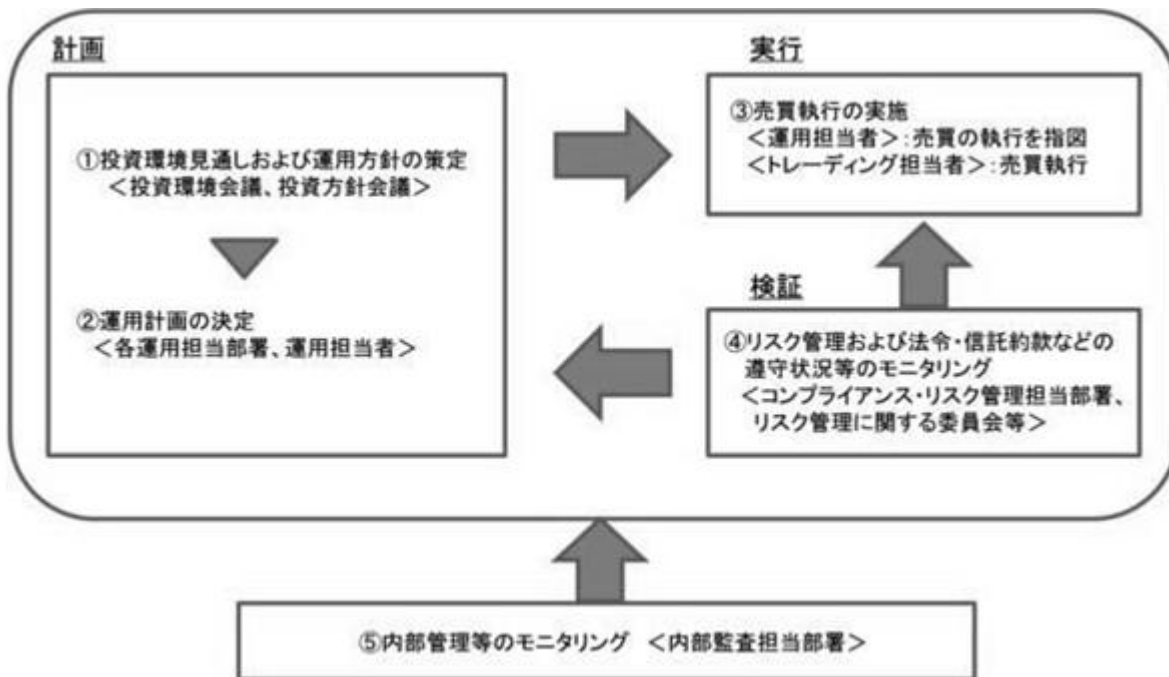 計画
①投資環境見通しおよび運用方針の策定
＜投資環境会議、投資方針会議＞
②運用計画の決定
＜各運用担当部署、運用担当者＞
実行
③売買執行の実施
＜運用担当者＞：売買の執行を指図
＜トレーディング担当者＞：売買執行
検証
④リスク管理および法令・信託約款などの
遵守状況等のモニタリング
＜コンプライアンス・リスク管理担当部署、
リスク管理に関する委員会等＞
⑤内部管理等のモニタリング ＜内部監査担当部署＞